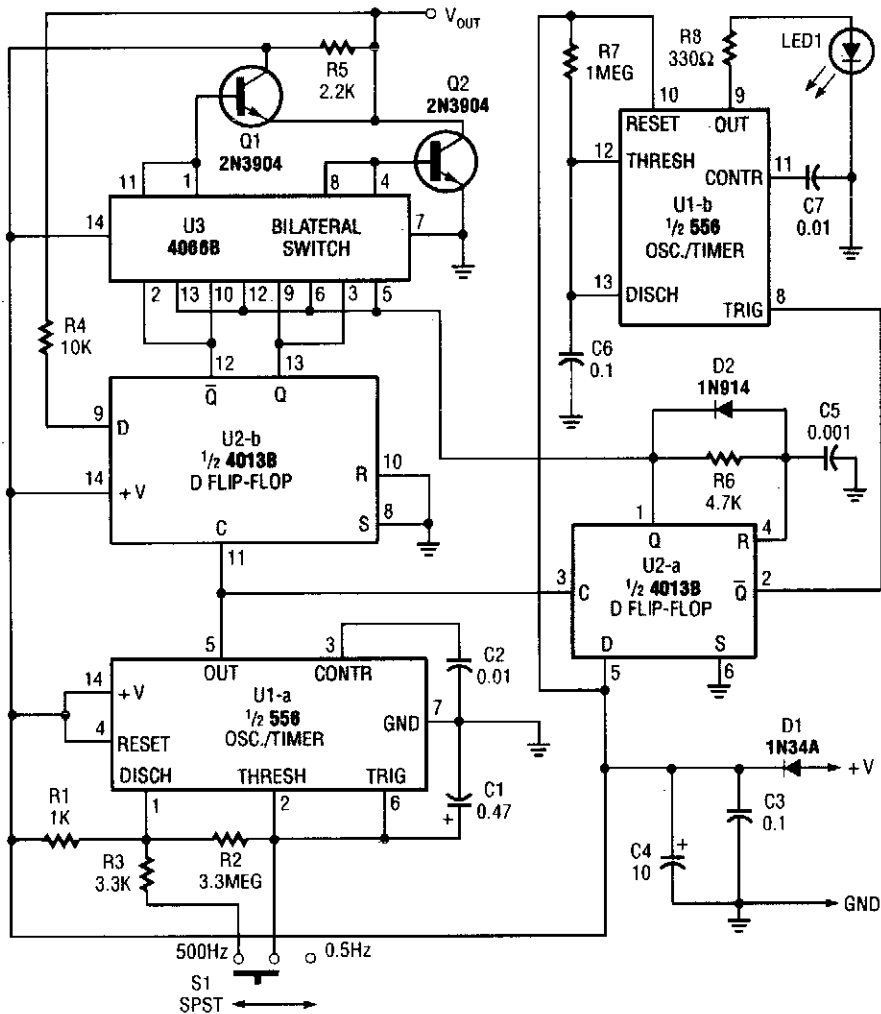 V_OUT
R5
2.2K
Q1
2N3904
Q2
2N3904
11
1
8
4
14
U3
4066B
BILATERAL
SWITCH
7
2
13
10
12
9
6
3
5
R4
10K
12
13
Q̅
Q
9
D
U2-b
1/2 4013B
D FLIP-FLOP
14
+V
R
10
S
8
C
11
5
3
OUT
CONTR
14
+V
4
RESET
U1-a
1/2 556
OSC./TIMER
GND
7
DISCH
THRESH
TRIG
1
2
6
C2
0.01
C1
0.47
+
R1
1K
R3
3.3K
R2
3.3MEG
500Hz
0.5Hz
S1
SPST
R7
1MEG
R8
330Ω
LED1
10
9
RESET
OUT
12
THRESH
CONTR
11
U1-b
1/2 556
OSC./TIMER
13
DISCH
TRIG
8
C7
0.01
C6
0.1
D2
1N914
R6
4.7K
C5
0.001
1
Q
R
4
U2-a
1/2 4013B
D FLIP-FLOP
3
C
Q̅
2
D
S
5
6
D1
1N34A
+V
C4
10
+
C3
0.1
GND